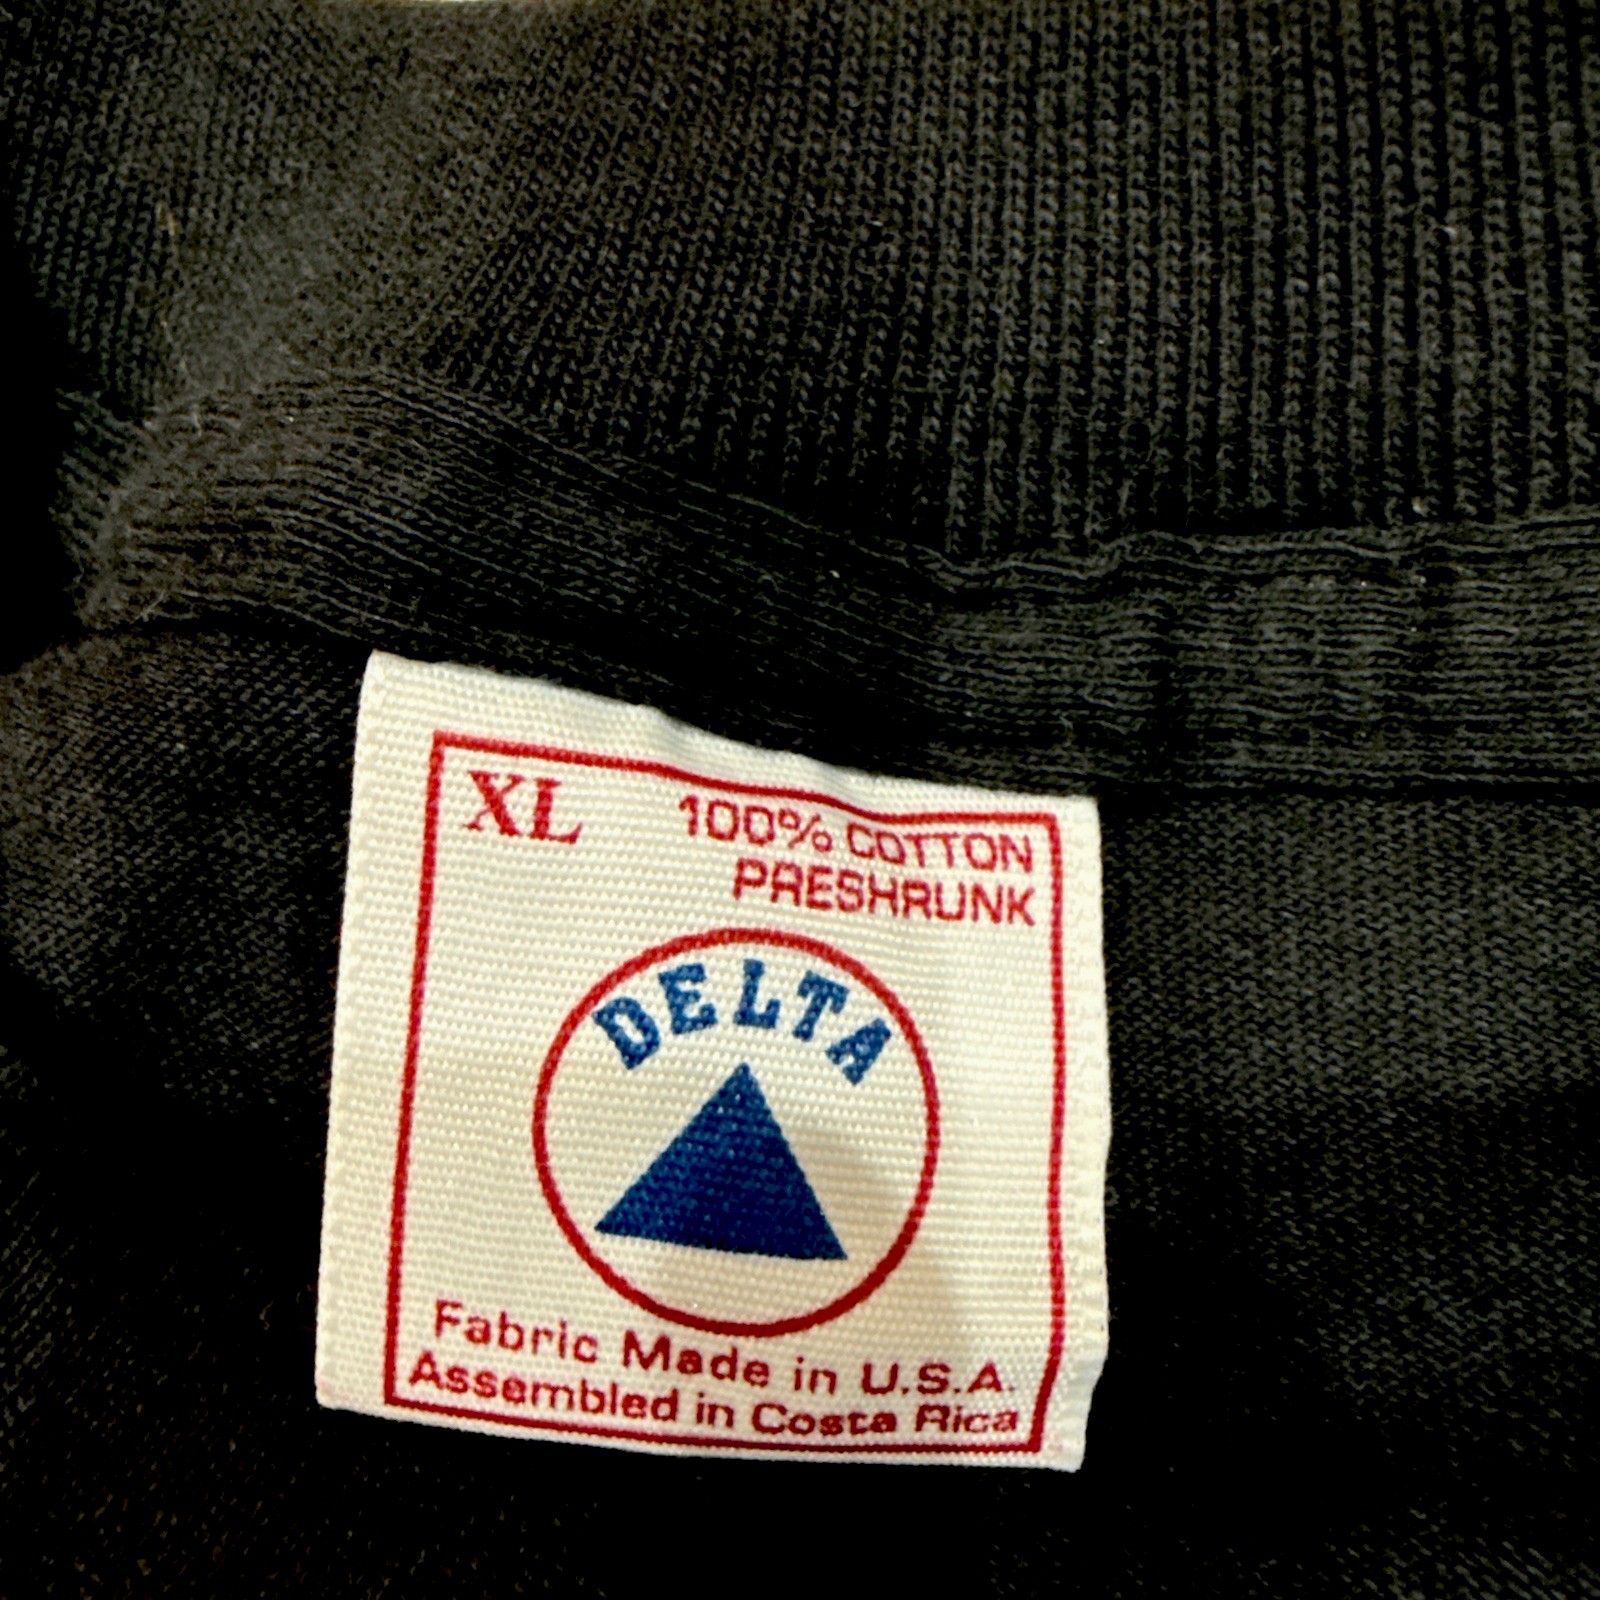 XL
100% COTTON
PRESHRUNK
DELTA
Fabric Made in U.S.A.
Assembled in Costa Rica